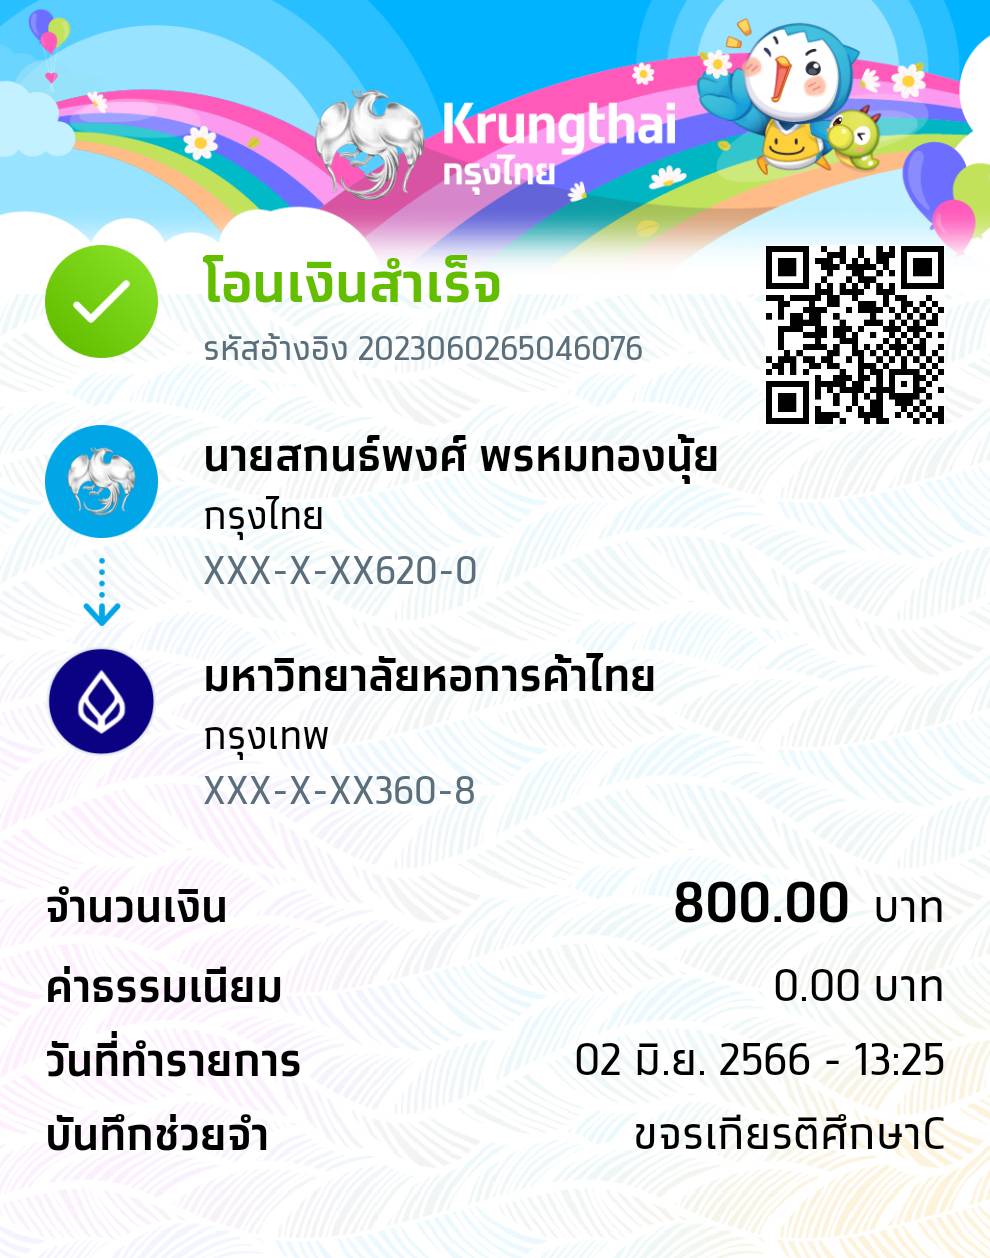 Krungthai
กรุงไทย
โอนเงินสำเร็จ
รหัสอ้างอิง 2023060265046076
นายสกนธ์พงศ์ พรหมทองนุ้ย
กรุงไทย
XXX-X-XX620-0
มหาวิทยาลัยหอการค้าไทย
กรุงเทพ
XXX-X-XX360-8
จำนวนเงิน 800.00 บาท
ค่าธรรมเนียม 0.00 บาท
วันที่ทำรายการ 02 มิ.ย. 2566 - 13:25
บันทึกช่วยจำ ขจรเกียรติศึกษาC